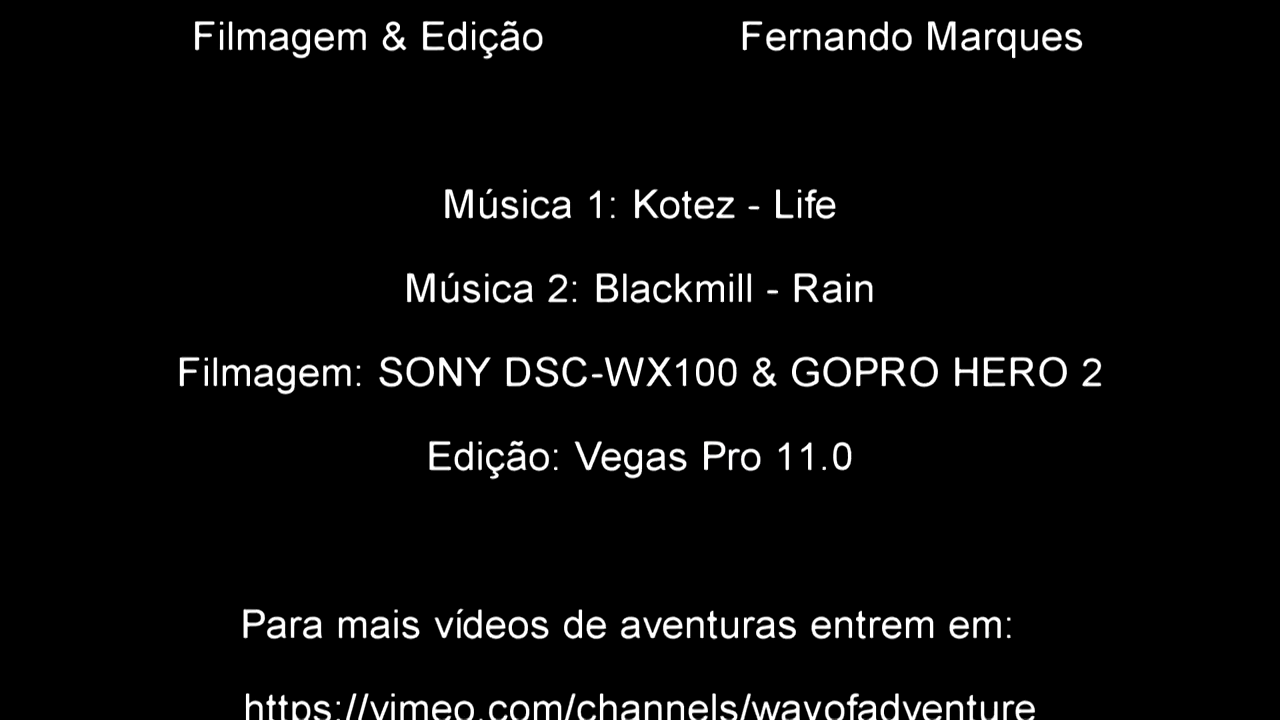 Filmagem & Edição Fernando Marques
Música 1: Kotez - Life
Música 2: Blackmill - Rain
Filmagem: SONY DSC-WX100 & GOPRO HERO 2
Edição: Vegas Pro 11.0
Para mais vídeos de aventuras entrem em:
https://vimeo.com/channels/wayofadventure